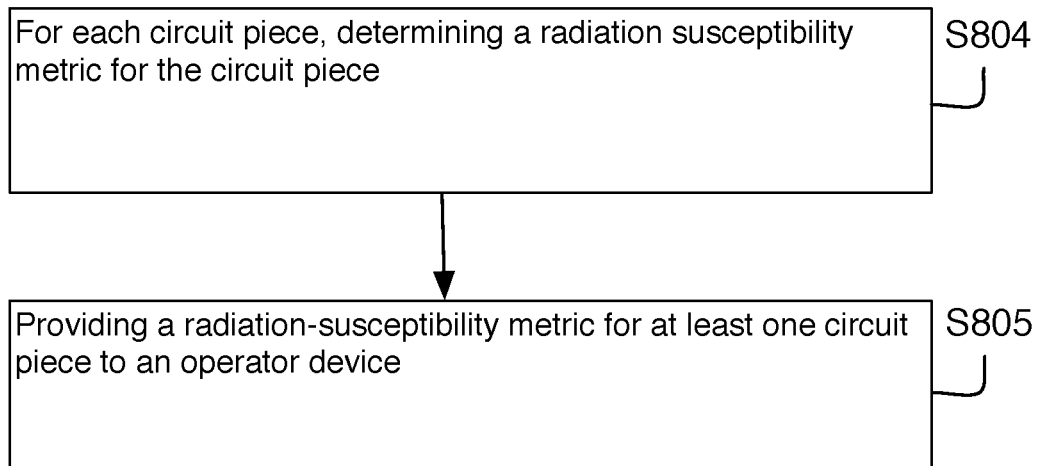 For each circuit piece, determining a radiation susceptibility
metric for the circuit piece
S804
Providing a radiation-susceptibility metric for at least one circuit
piece to an operator device
S805